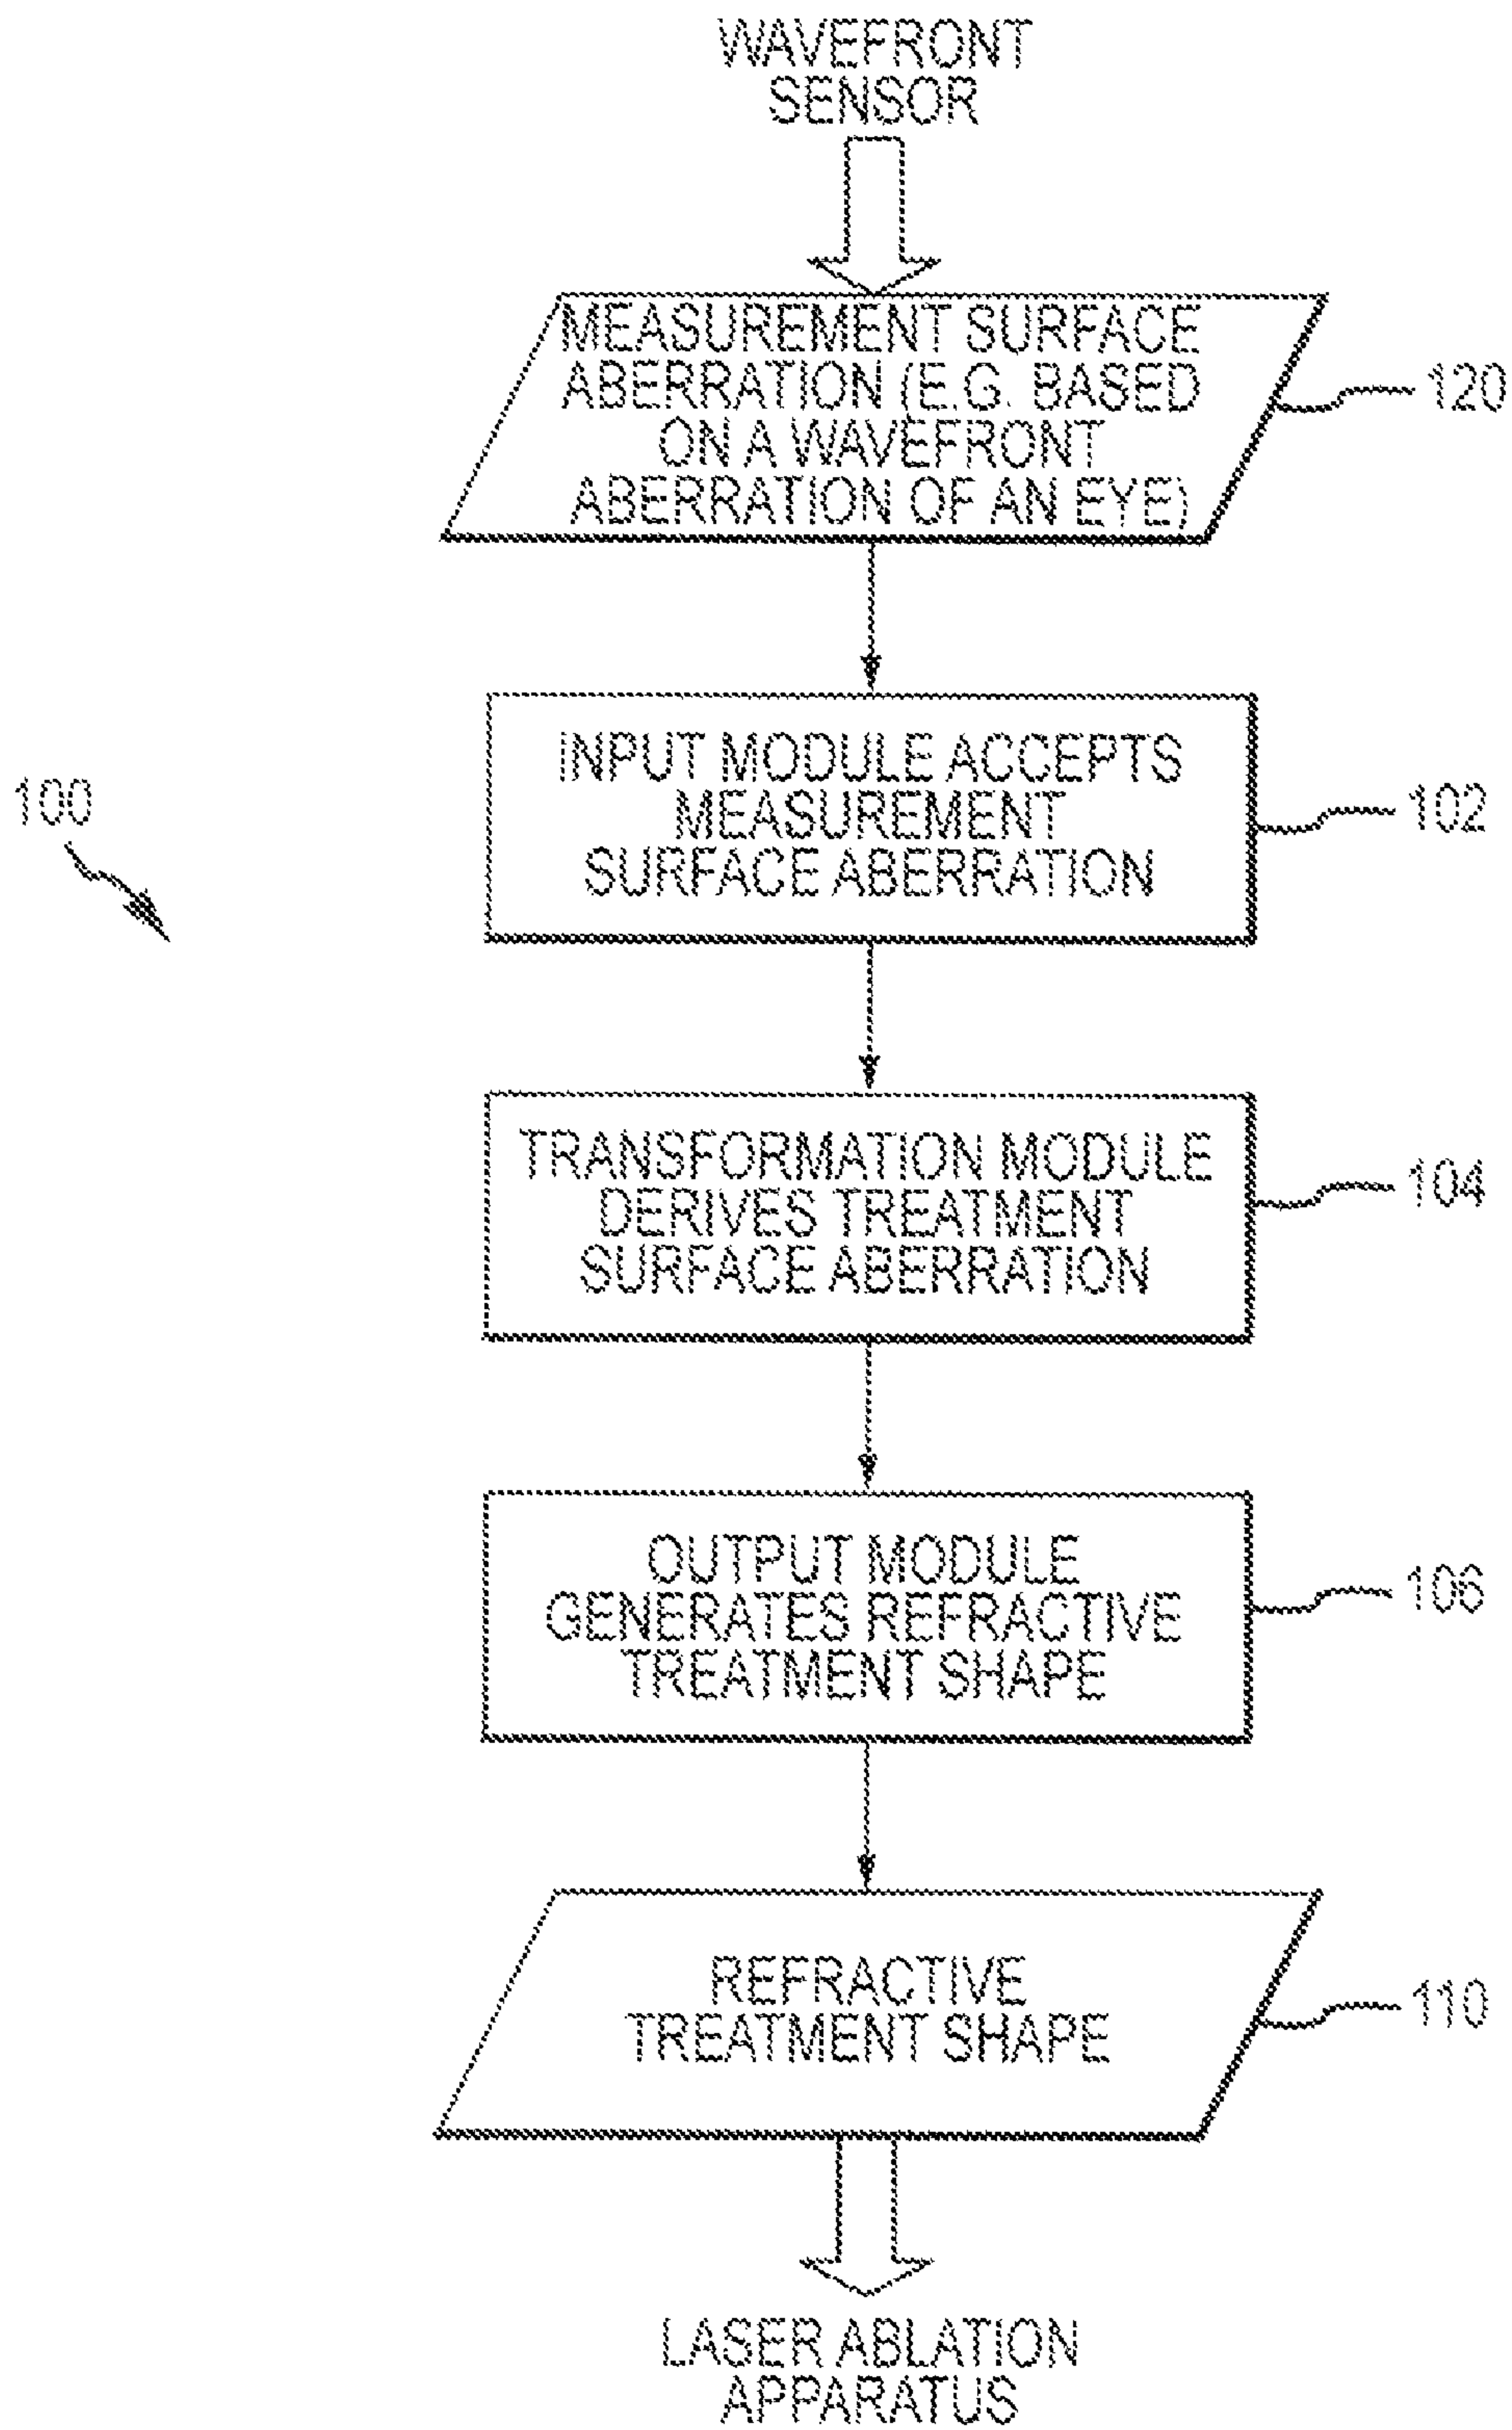 WAVEFRONT
SENSOR
MEASUREMENT SURFACE
ABERRATION (E.G. BASED
ON A WAVEFRONT
ABERRATION OF AN EYE)
120
INPUT MODULE ACCEPTS
MEASUREMENT
SURFACE ABERRATION
102
100
TRANSFORMATION MODULE
DERIVES TREATMENT
SURFACE ABERRATION
104
OUTPUT MODULE
GENERATES REFRACTIVE
TREATMENT SHAPE
106
REFRACTIVE
TREATMENT SHAPE
110
LASER ABLATION
APPARATUS